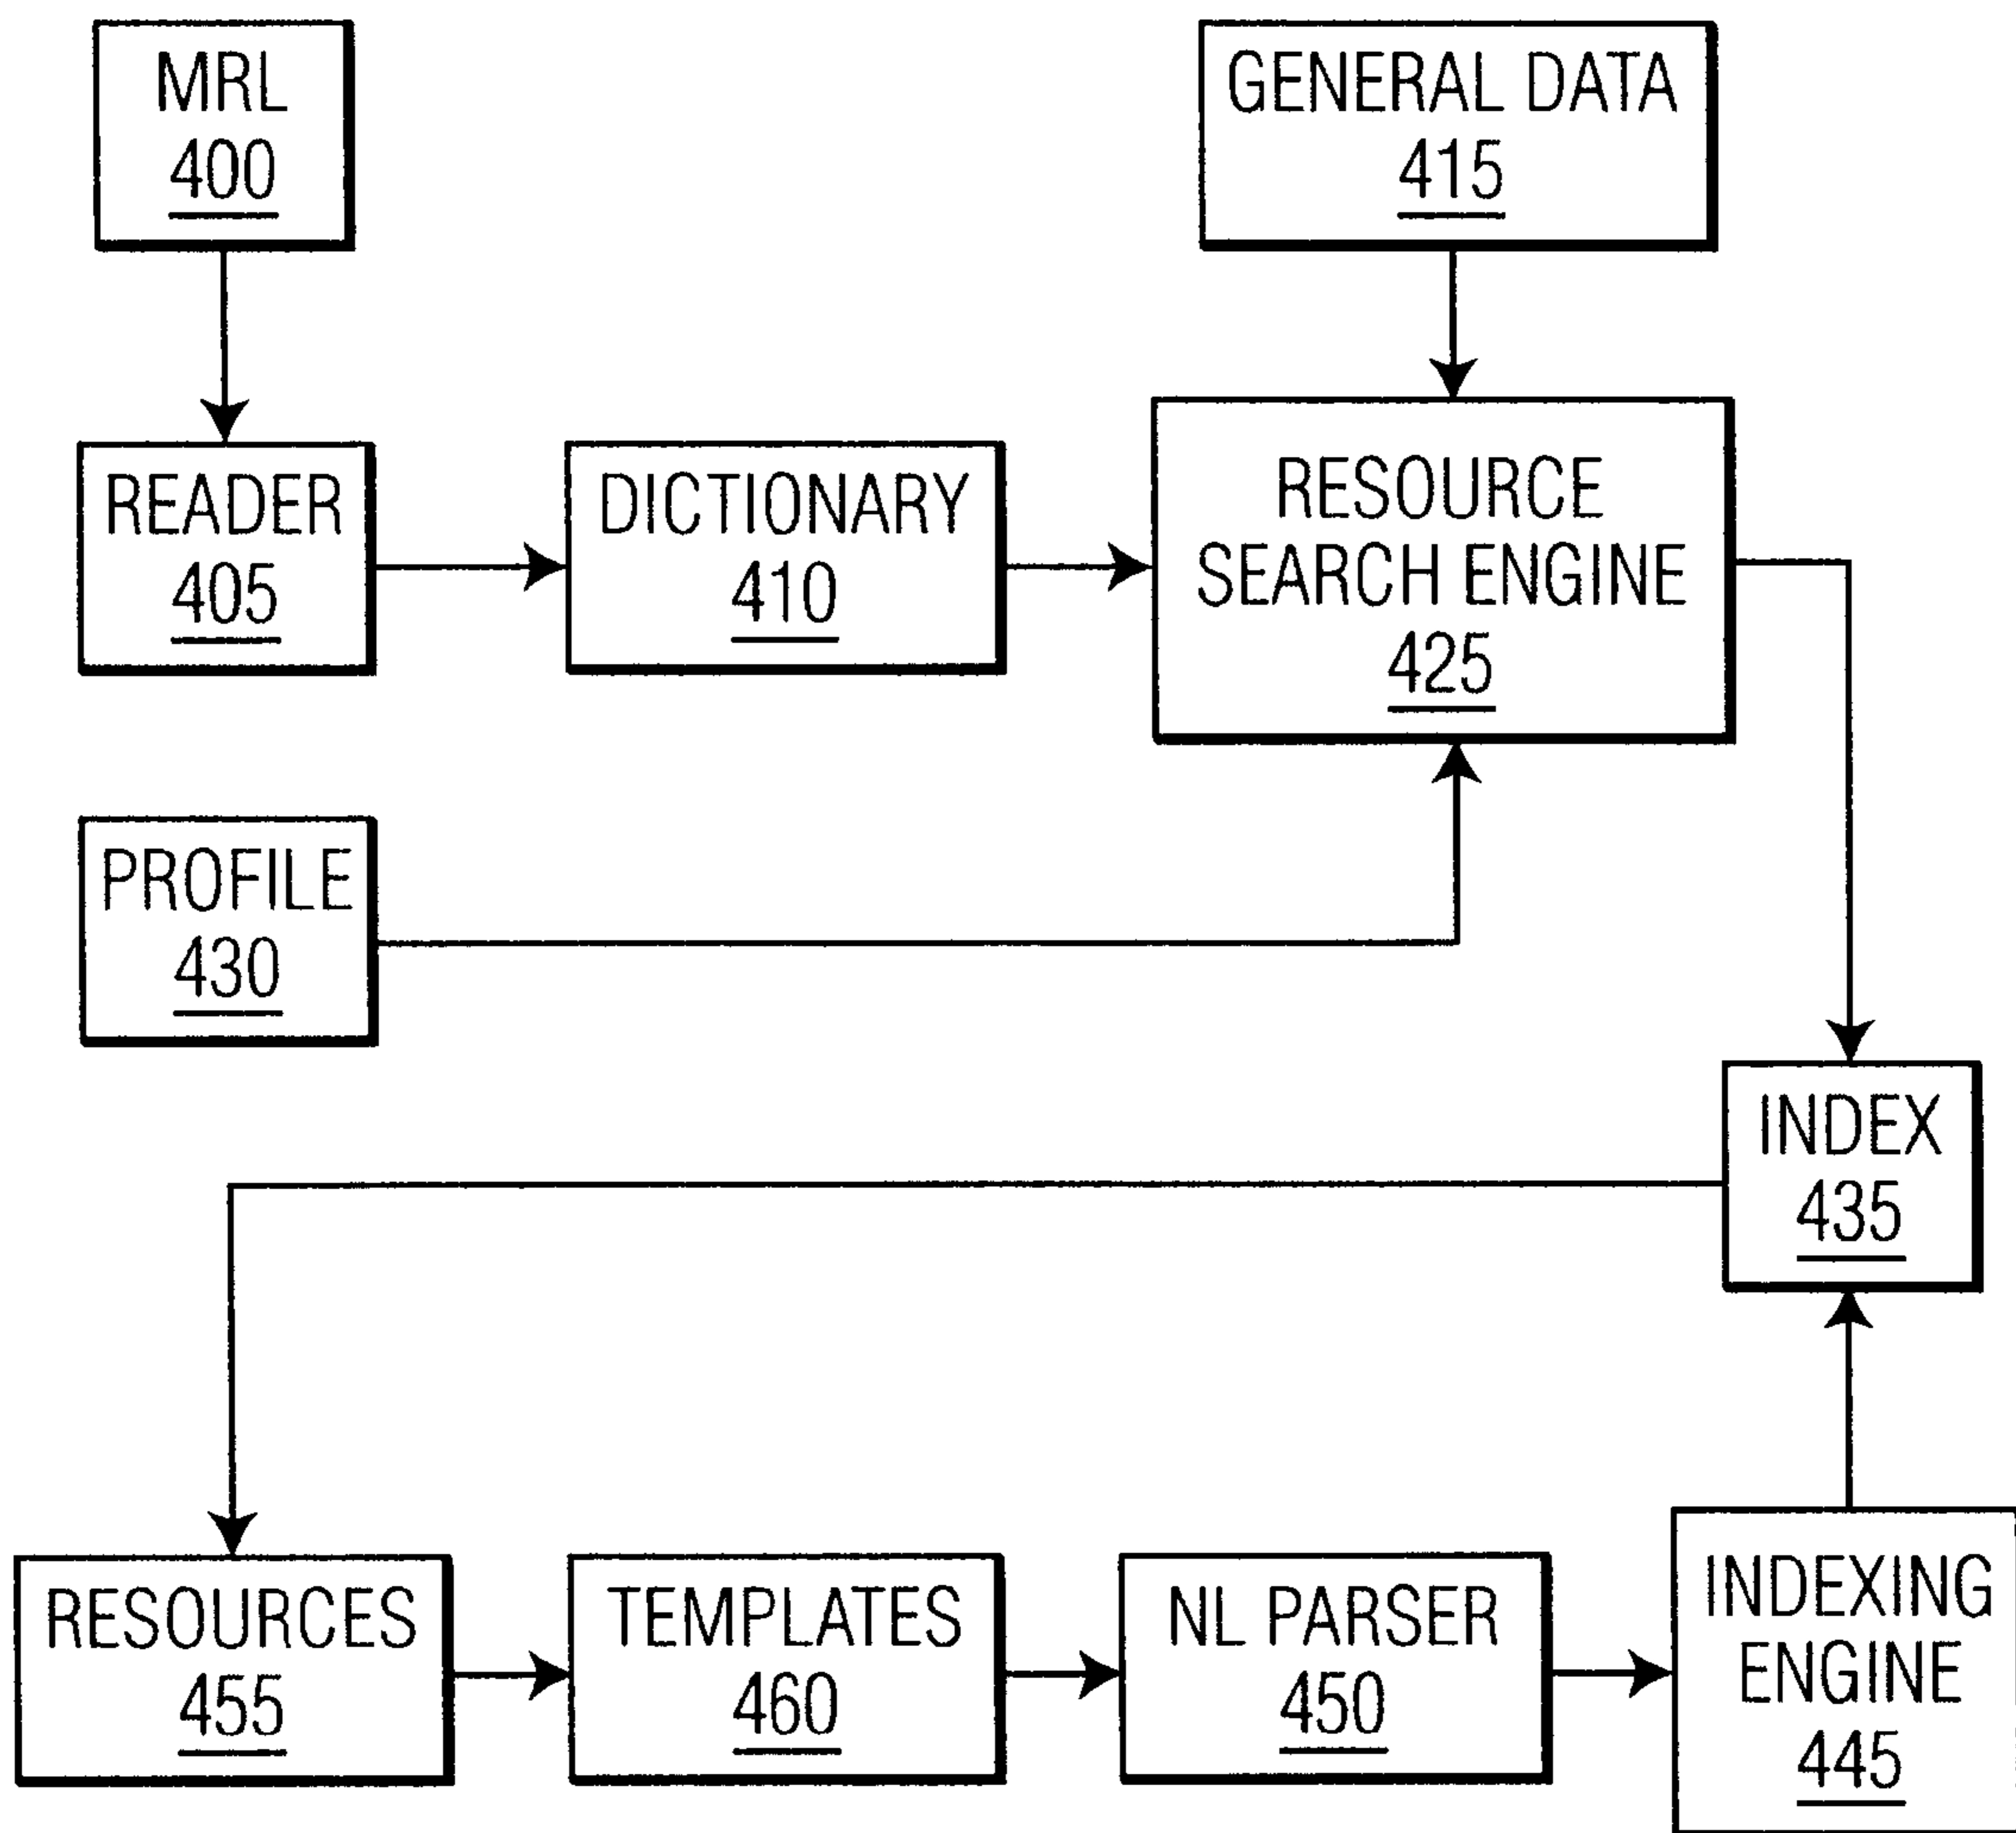 MRL
400
GENERAL DATA
415
READER
405
DICTIONARY
410
RESOURCE
SEARCH ENGINE
425
PROFILE
430
INDEX
435
RESOURCES
455
TEMPLATES
460
NL PARSER
450
INDEXING
ENGINE
445